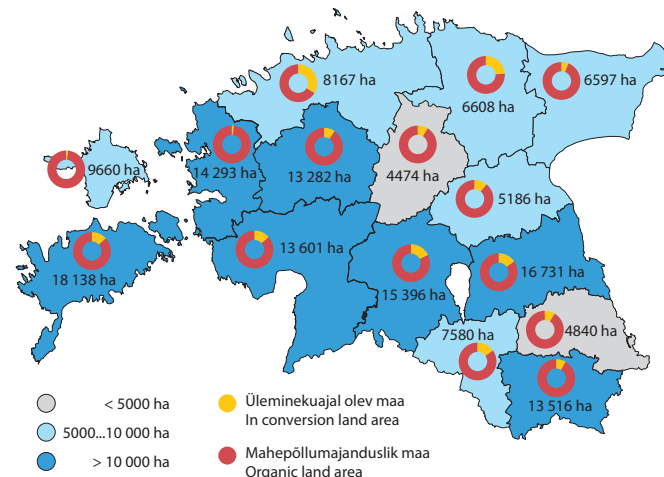 8167 ha
6608 ha
6597 ha
9660 ha
14 293 ha
13 282 ha
4474 ha
5186 ha
18 138 ha
13 601 ha
15 396 ha
16 731 ha
7580 ha
4840 ha
13 516 ha
< 5000 ha
5000...10 000 ha
> 10 000 ha
Üleminekuajal olev maa
In conversion land area
Mahepõllumajanduslik maa
Organic land area